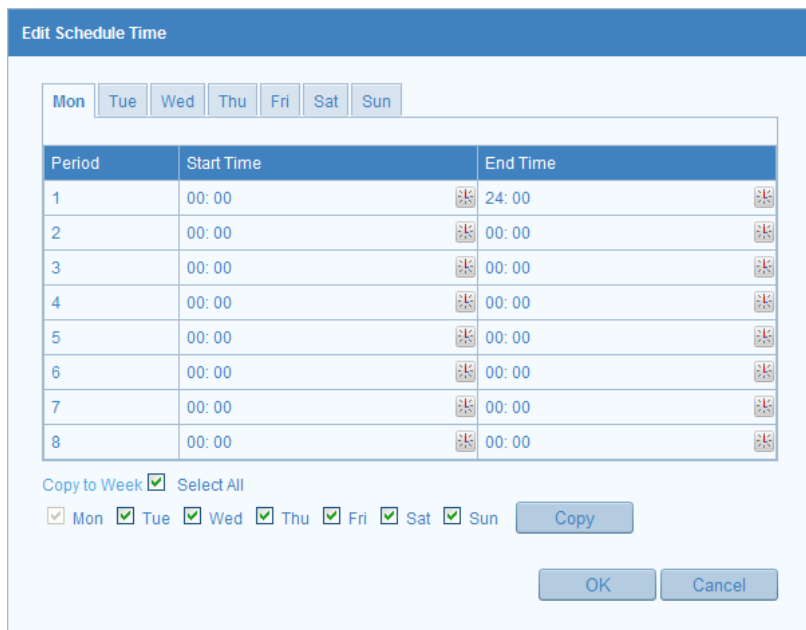 Edit Schedule Time
Mon Tue Wed Thu Fri Sat Sun
Period Start Time End Time
1 00: 00 24: 00
2 00: 00 00: 00
3 00: 00 00: 00
4 00: 00 00: 00
5 00: 00 00: 00
6 00: 00 00: 00
7 00: 00 00: 00
8 00: 00 00: 00
Copy to Week Select All
Mon Tue Wed Thu Fri Sat Sun Copy
OK Cancel